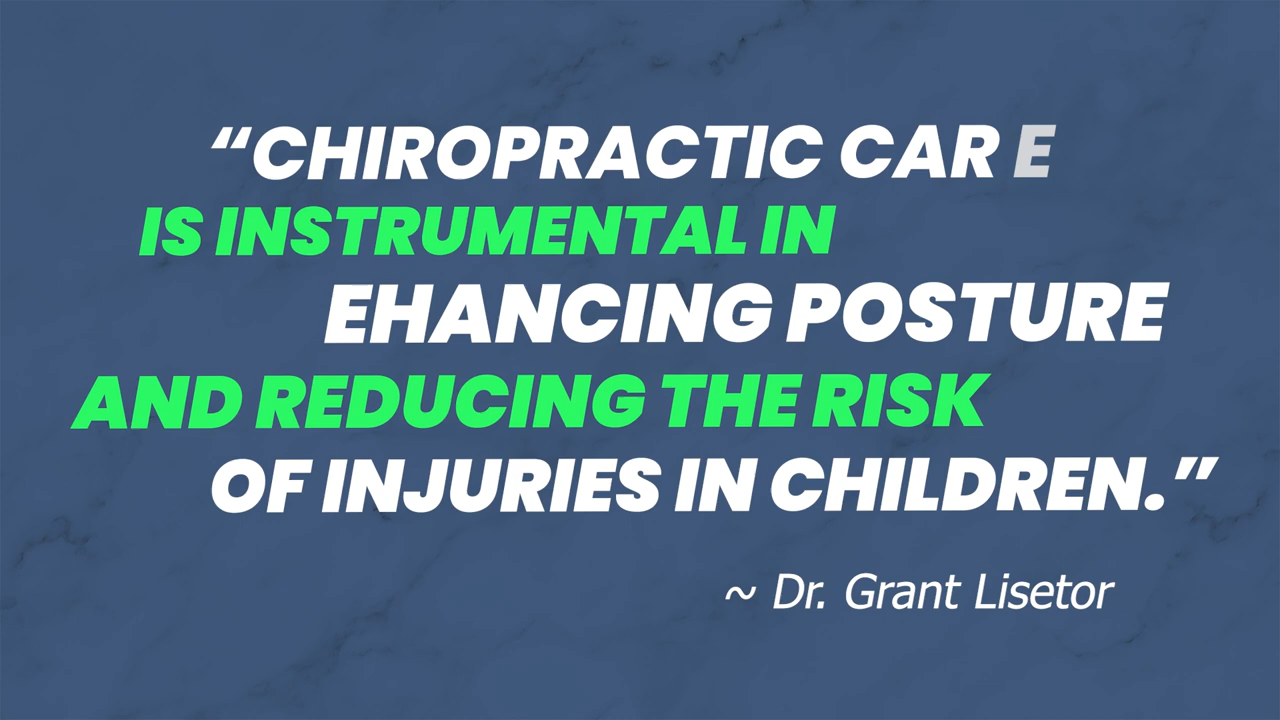 “CHIROPRACTIC CAR E
IS INSTRUMENTAL IN
EHANCING POSTURE
AND REDUCING THE RISK
OF INJURIES IN CHILDREN.”
~ Dr. Grant Lisetor